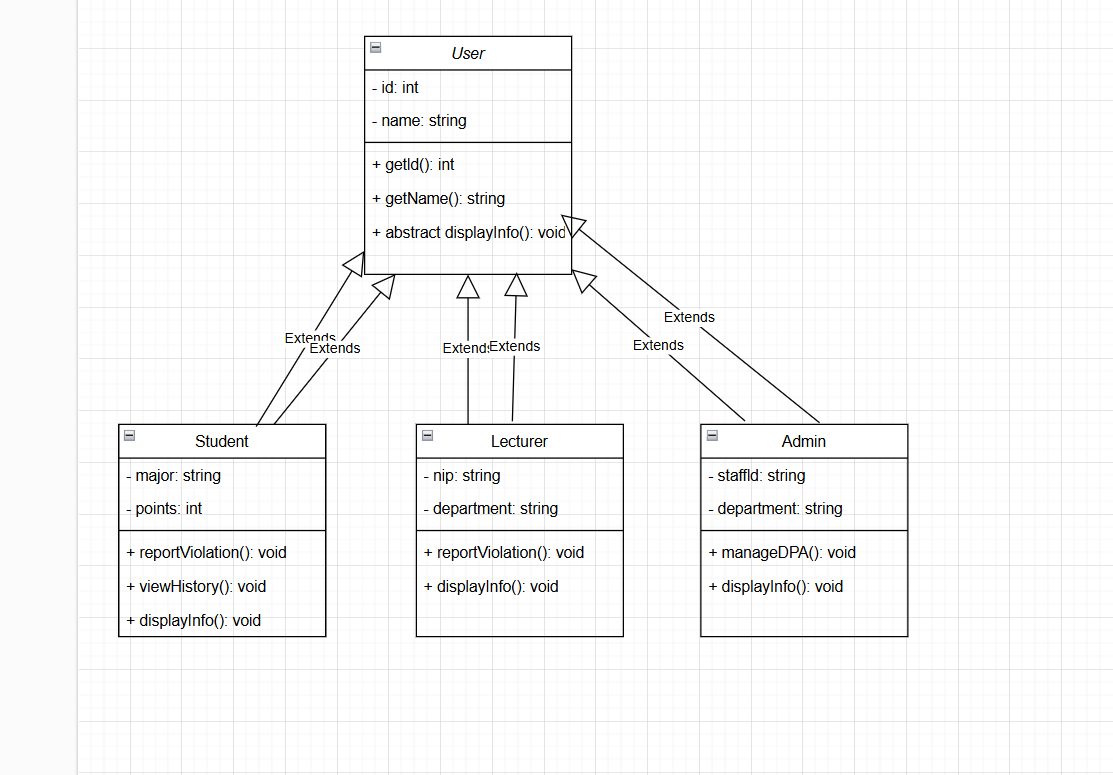 User
- id: int
- name: string
+ getId(): int
+ getName(): string
+ abstract displayInfo(): void
Extends
Extends
Extends
Extends
Extends
Extends
Student
- major: string
- points: int
+ reportViolation(): void
+ viewHistory(): void
+ displayInfo(): void
Lecturer
- nip: string
- department: string
+ reportViolation(): void
+ displayInfo(): void
Admin
- staffId: string
- department: string
+ manageDPA(): void
+ displayInfo(): void